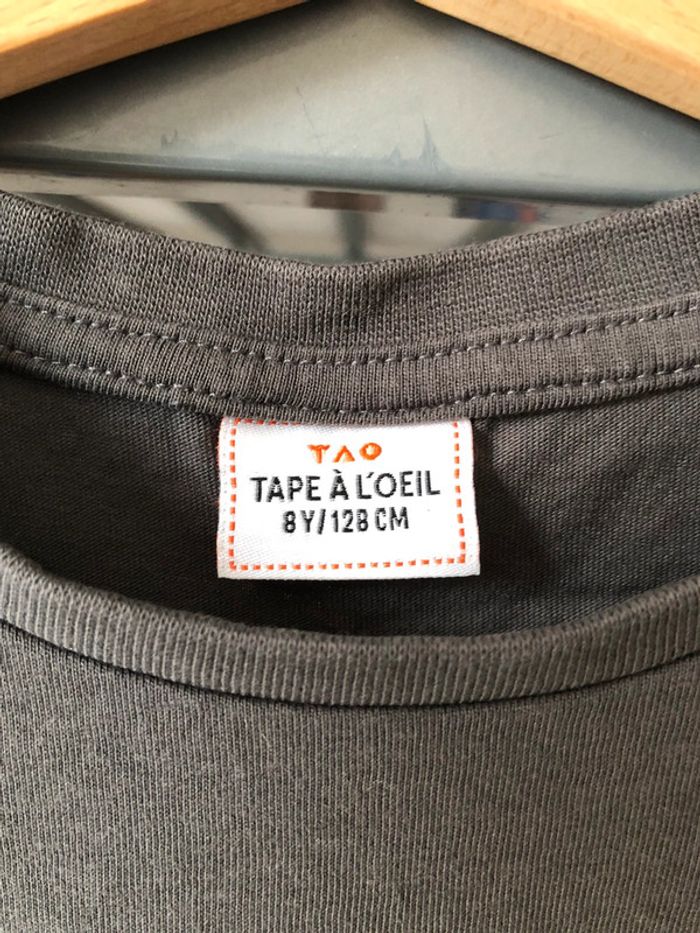 TAO
TAPE À L'OEIL
8Y/128 CM